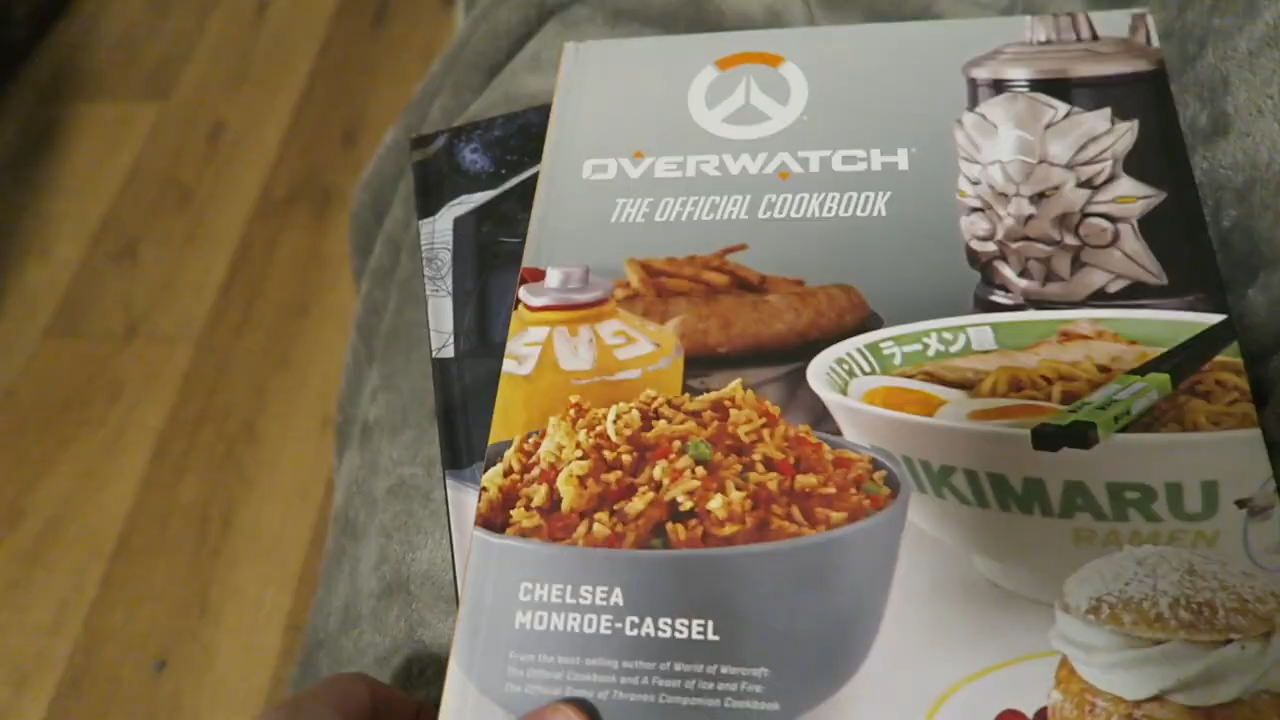 OVERWATCH
THE OFFICIAL COOKBOOK
ラーメン
IKIMARU
RAMEN
CHELSEA
MONROE-CASSEL
From the best-selling author of World of Warcraft:
The Official Cookbook and A Feast of Ice and Fire:
The Official Game of Thrones Companion Cookbook